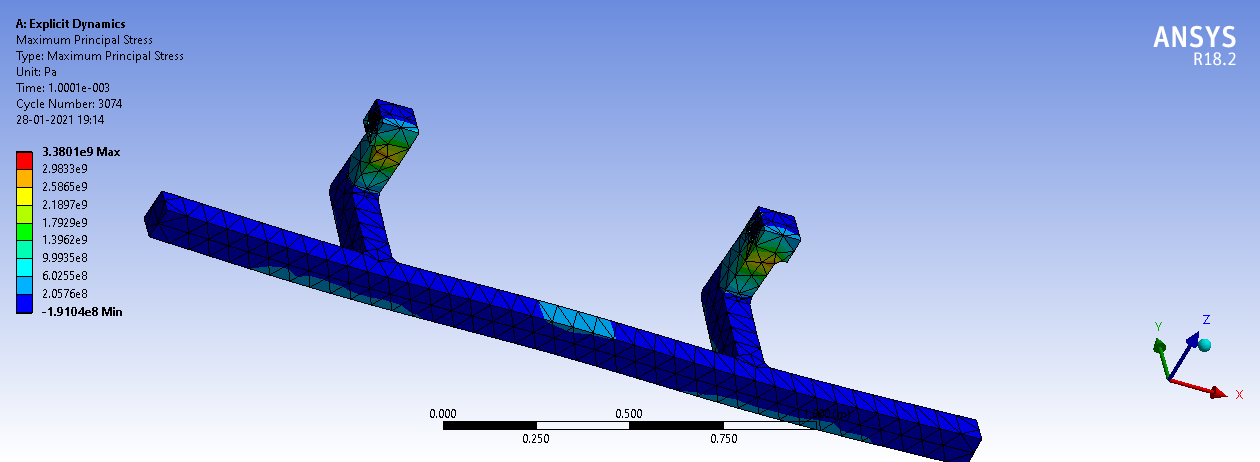 A: Explicit Dynamics
Maximum Principal Stress
Type: Maximum Principal Stress
Unit: Pa
Time: 1.0001e-003
Cycle Number: 3074
28-01-2021 19:14
3.3801e9 Max
2.9833e9
2.5865e9
2.1897e9
1.7929e9
1.3962e9
9.9935e8
6.0255e8
2.0576e8
-1.9104e8 Min
ANSYS
R18.2
0.000
0.500
0.250
0.750
Y
Z
X